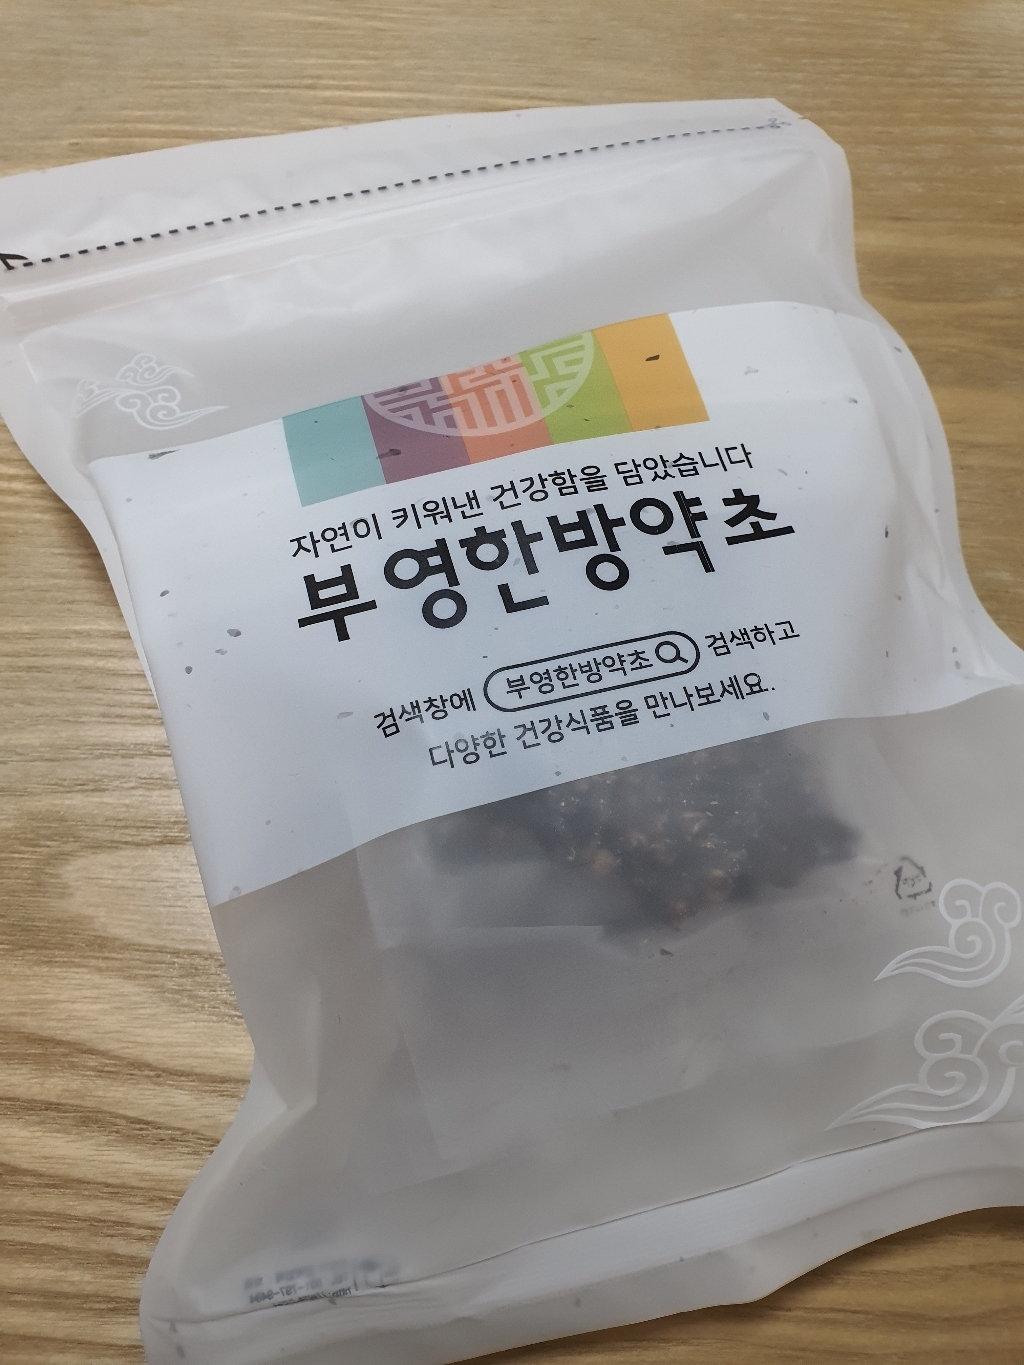 자연이 키워낸 건강함을 담았습니다
부영한방약초
검색창에 부영한방약초 검색하고
다양한 건강식품을 만나보세요.